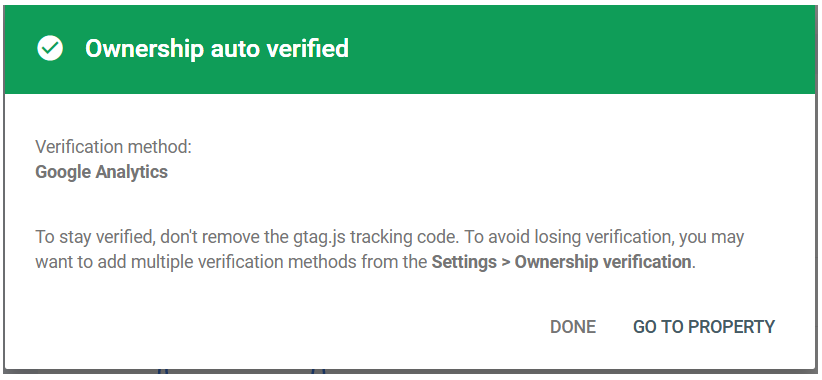 Ownership auto verified
Verification method:
Google Analytics
To stay verified, don't remove the gtag.js tracking code. To avoid losing verification, you may
want to add multiple verification methods from the Settings > Ownership verification.
DONE GO TO PROPERTY